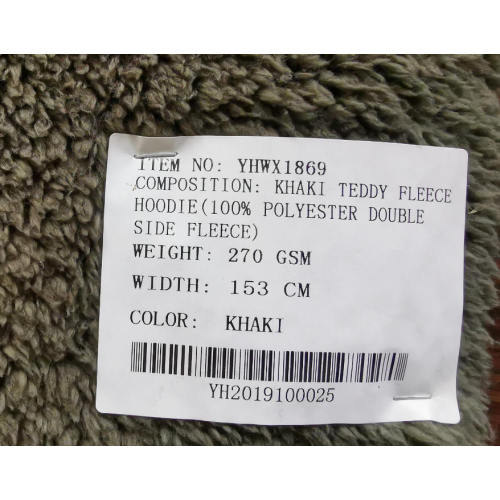 ITEM NO: YHWX1869
COMPOSITION: KHAKI TEDDY FLEECE
HOODIE(100% POLYESTER DOUBLE
SIDE FLEECE)
WEIGHT: 270 GSM
WIDTH: 153 CM
COLOR: KHAKI
YH2019100025